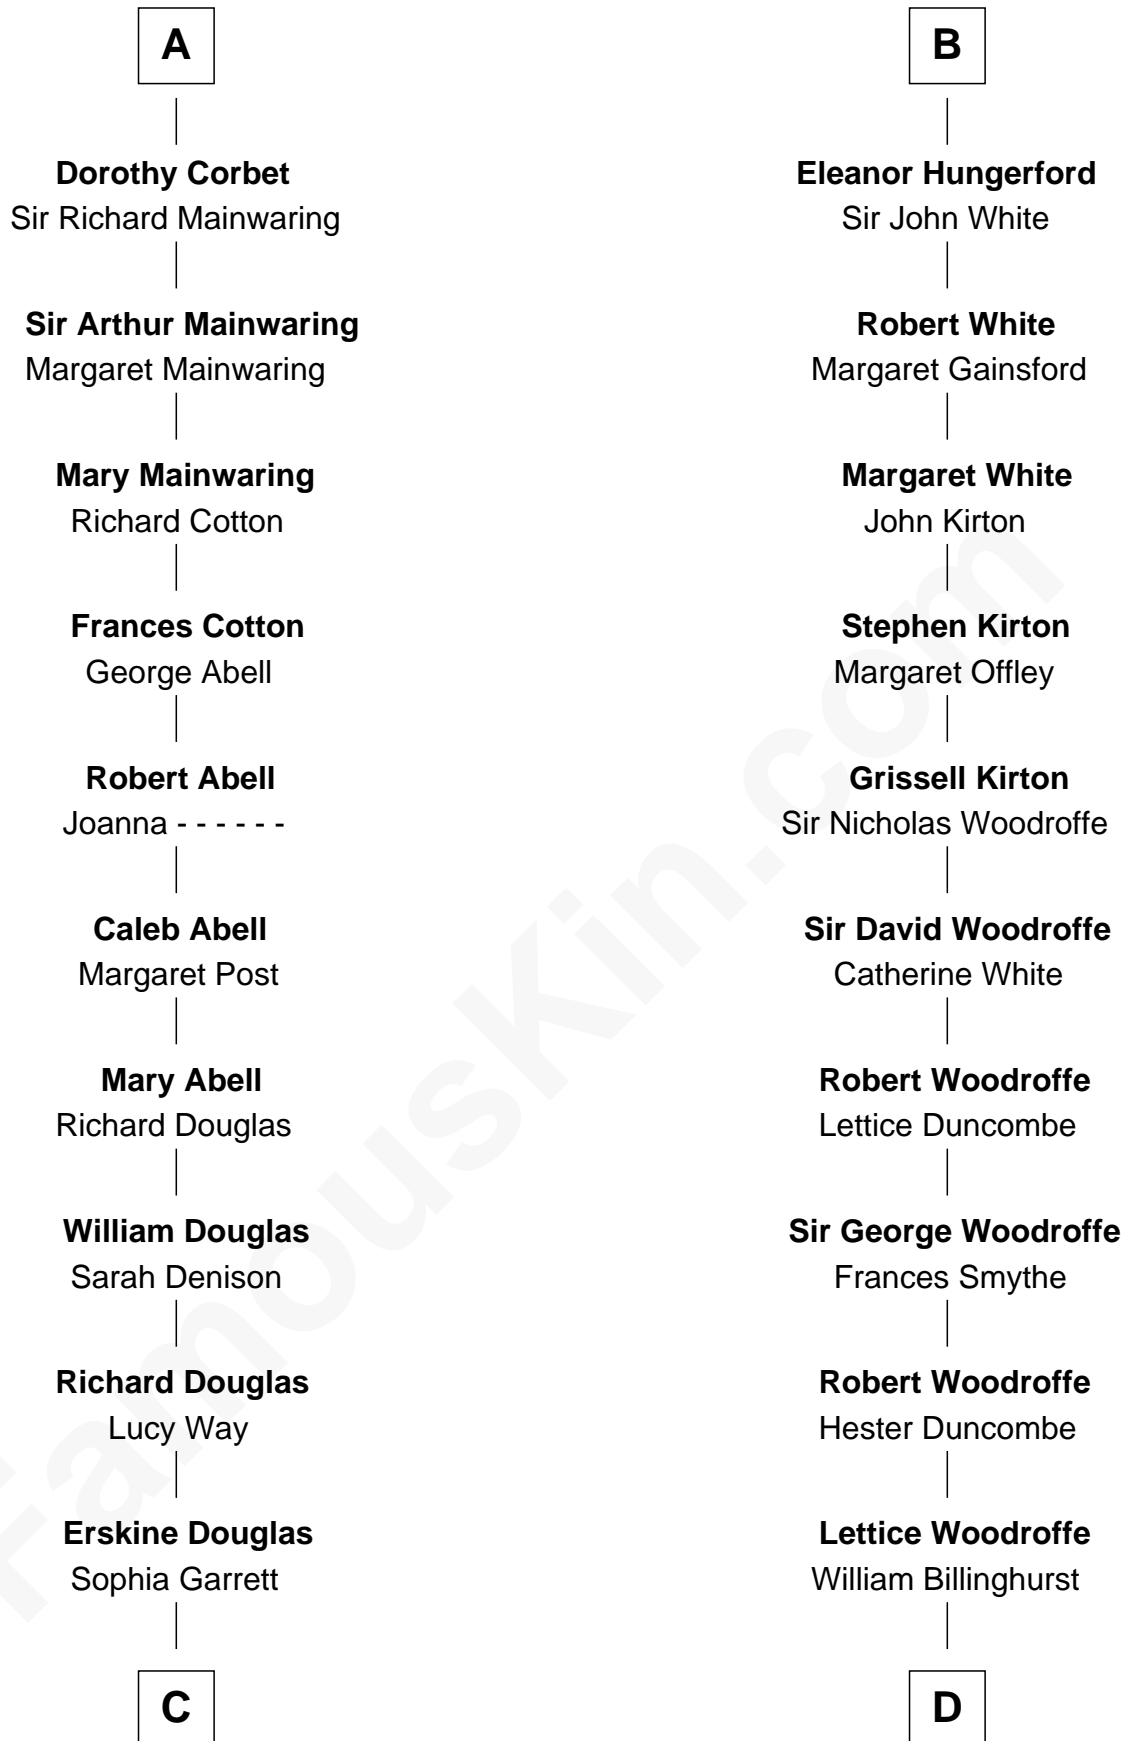 A
Dorothy Corbet
Sir Richard Mainwaring
Sir Arthur Mainwaring
Margaret Mainwaring
Mary Mainwaring
Richard Cotton
Frances Cotton
George Abell
Robert Abell
Joanna - - - - - -
Caleb Abell
Margaret Post
Mary Abell
Richard Douglas
William Douglas
Sarah Denison
Richard Douglas
Lucy Way
Erskine Douglas
Sophia Garrett
C
B
Eleanor Hungerford
Sir John White
Robert White
Margaret Gainsford
Margaret White
John Kirton
Stephen Kirton
Margaret Offley
Grissell Kirton
Sir Nicholas Woodroffe
Sir David Woodroffe
Catherine White
Robert Woodroffe
Lettice Duncombe
Sir George Woodroffe
Frances Smythe
Robert Woodroffe
Hester Duncombe
Lettice Woodroffe
William Billinghurst
D
FamousKin.com